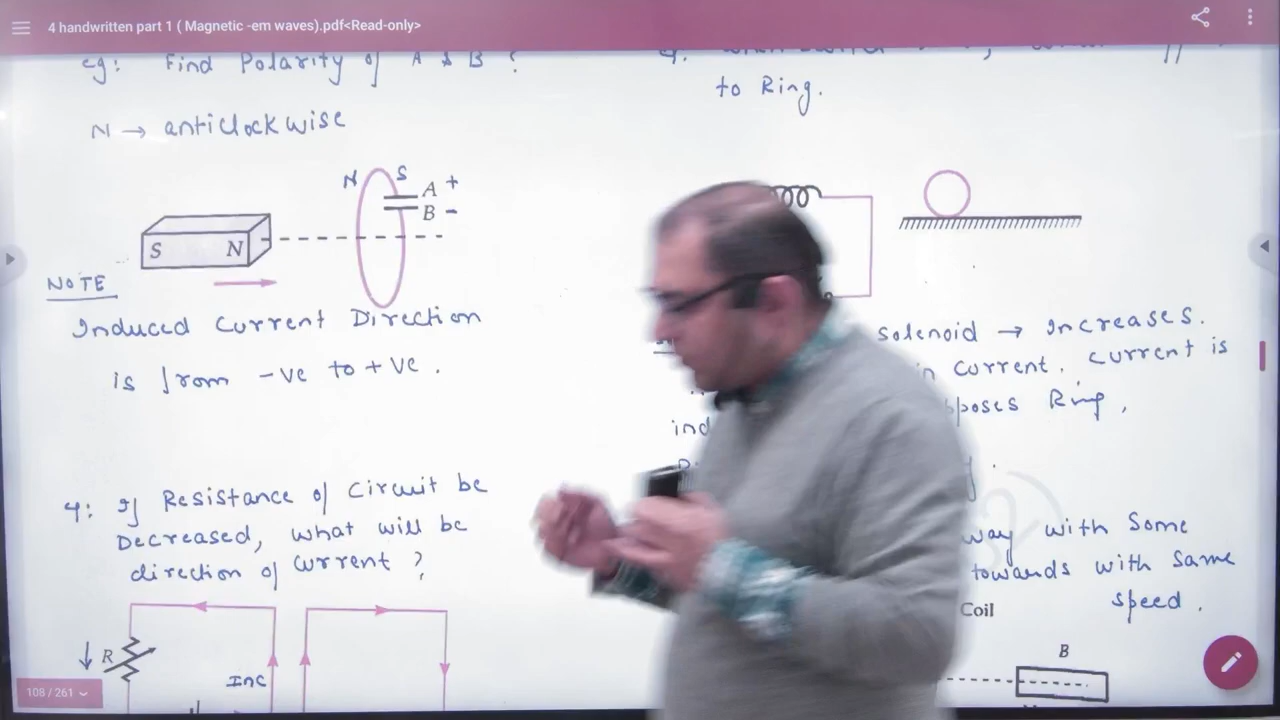 4 handwritten part 1 ( Magnetic -em waves).pdf<Read-only>
eg: Find Polarity of A & B ?
N → anticlockwise
N S
A +
B -
S N
NOTE
Induced Current Direction
is from -ve to +ve.
4: If Resistance of Circuit be
Decreased, what will be
direction of Current ?
↓ R
Inc
108 / 261
to Ring.
Solenoid → Increases.
in Current. Current is
pposes Ring,
ind
way with Some
towards with Same
speed.
Coil
B